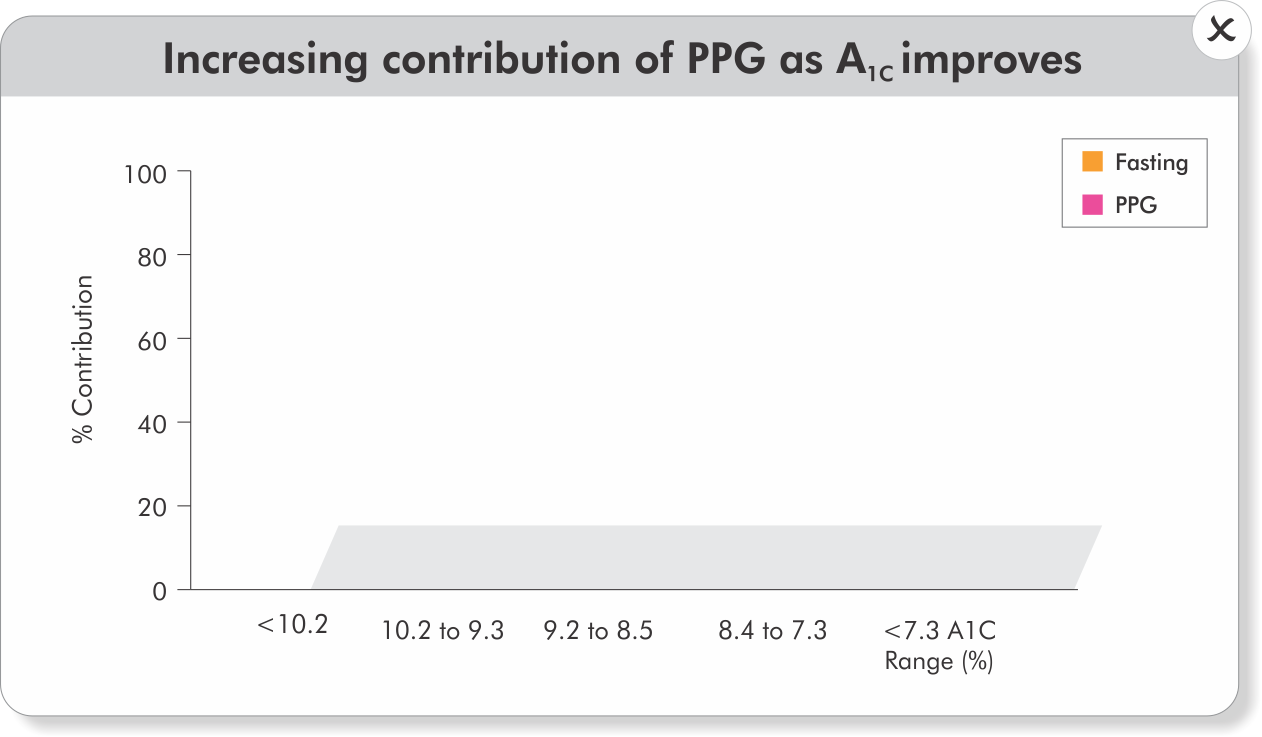 Increasing contribution of PPG as A1C improves
Fasting
PPG
% Contribution
100
80
60
40
20
0
<10.2
10.2 to 9.3
9.2 to 8.5
8.4 to 7.3
<7.3 A1C
Range (%)